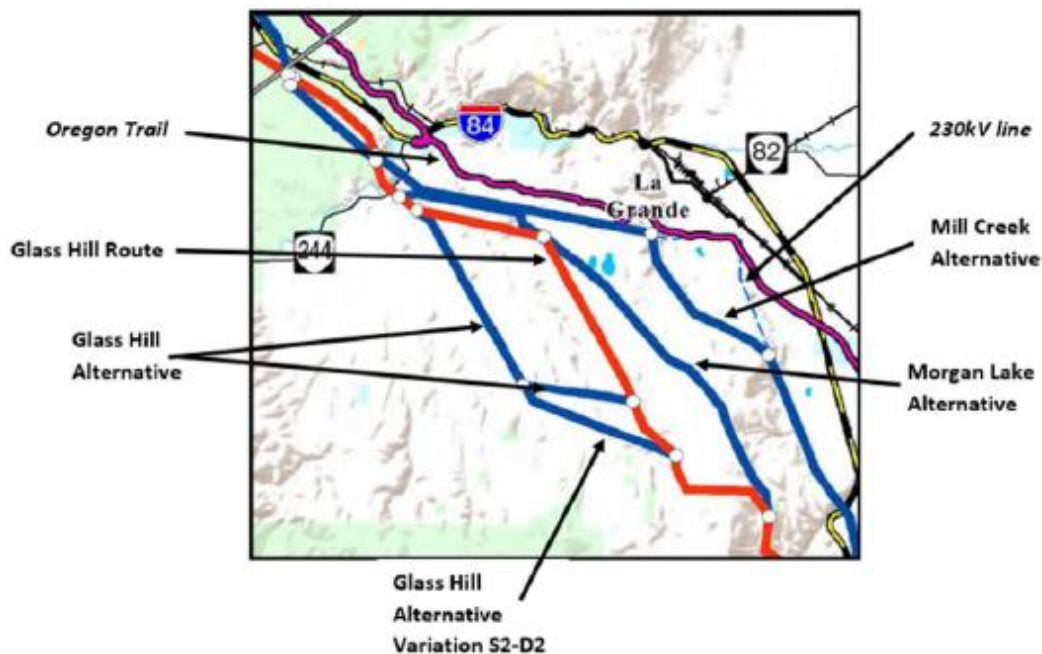 Oregon Trail
84
82
230kV line
La
Grande
Mill Creek
Alternative
Glass Hill Route
244
Glass Hill
Alternative
Morgan Lake
Alternative
Glass Hill
Alternative
Variation S2-D2